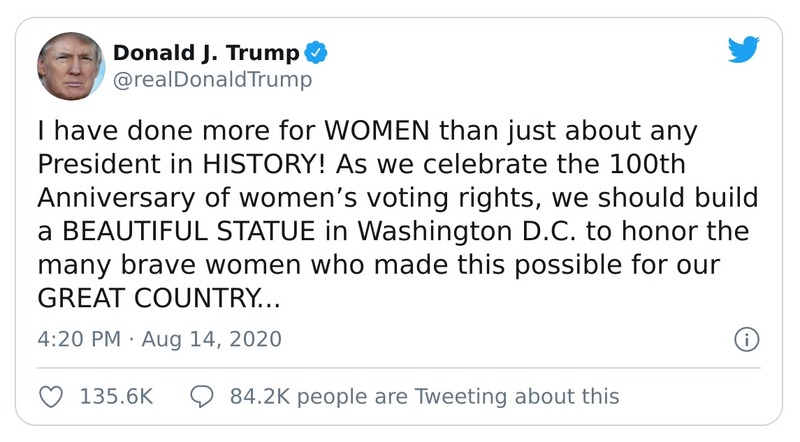 Donald J. Trump
@realDonaldTrump
I have done more for WOMEN than just about any
President in HISTORY! As we celebrate the 100th
Anniversary of women’s voting rights, we should build
a BEAUTIFUL STATUE in Washington D.C. to honor the
many brave women who made this possible for our
GREAT COUNTRY...
4:20 PM · Aug 14, 2020
135.6K 84.2K people are Tweeting about this